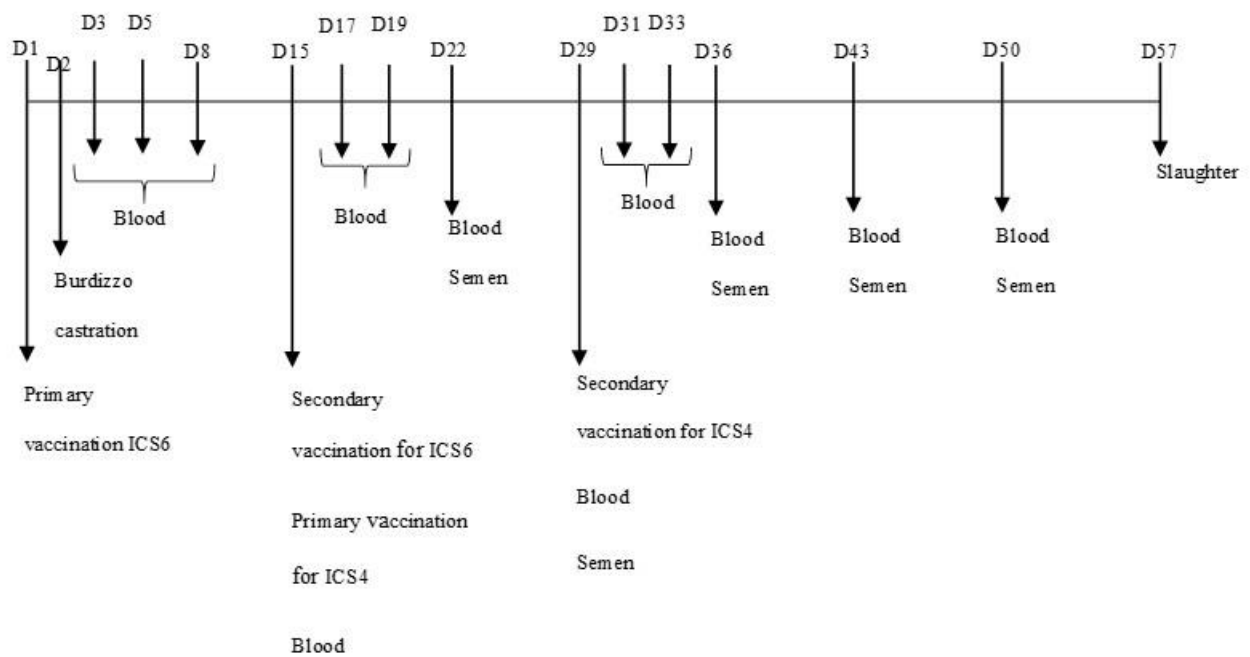 D1
D2
D3
D5
D8
D15
D17
D19
D22
D29
D31
D33
D36
D43
D50
D57
Blood
Burdizzo
castration
Primary
vaccination ICS6
Blood
Secondary
vaccination for ICS6
Primary vaccination
for ICS4
Blood
Blood
Semen
Blood
Secondary
vaccination for ICS4
Blood
Semen
Blood
Semen
Blood
Semen
Blood
Semen
Slaughter